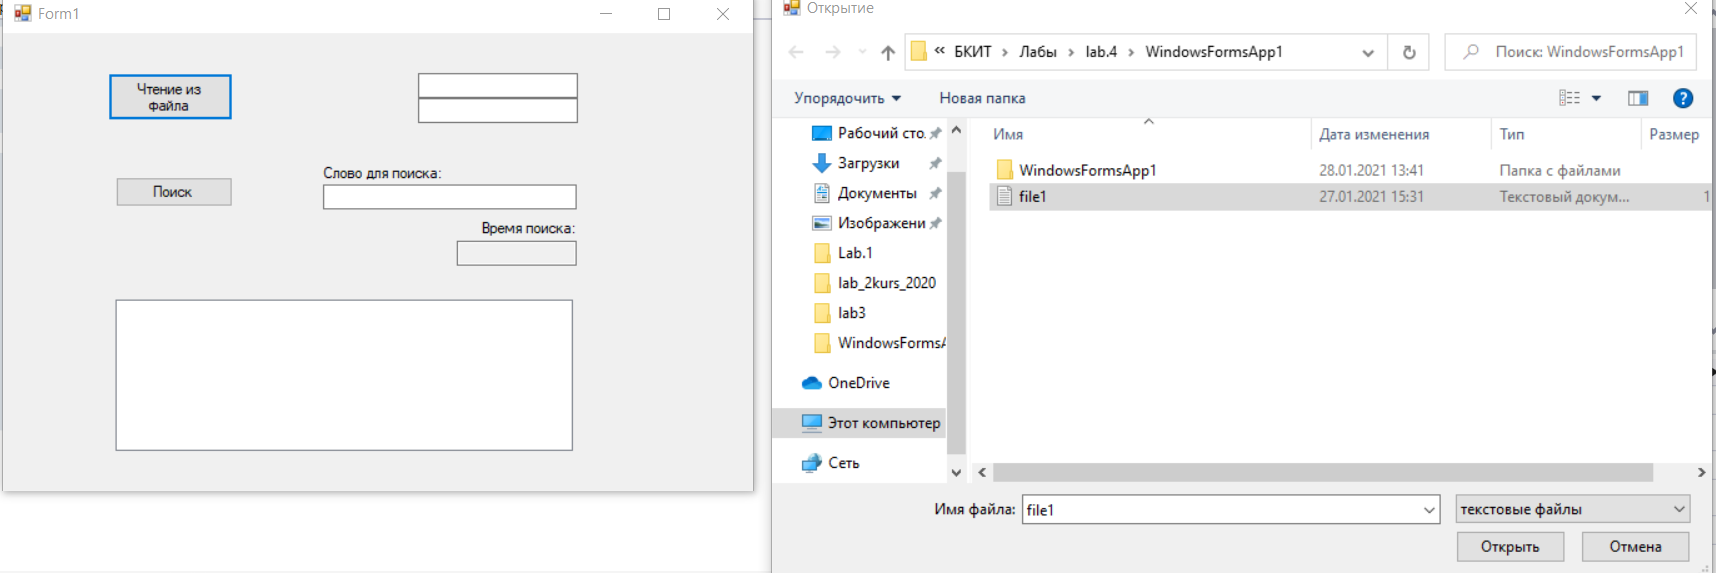 Form1
Чтение из
файла
Слово для поиска:
Поиск
Время поиска:
Открытие
« БКИТ › Лабы › lab.4 › WindowsFormsApp1
Поиск: WindowsFormsApp1
Упорядочить
Новая папка
Рабочий сто.
Загрузки
Документы
Изображени
Lab.1
lab_2kurs_2020
lab3
WindowsFormsA
OneDrive
Этот компьютер
Сеть
Имя Дата изменения Тип Размер
WindowsFormsApp1 28.01.2021 13:41 Папка с файлами
file1 27.01.2021 15:31 Текстовый докум... 1
Имя файла: file1 текстовые файлы
Открыть Отмена